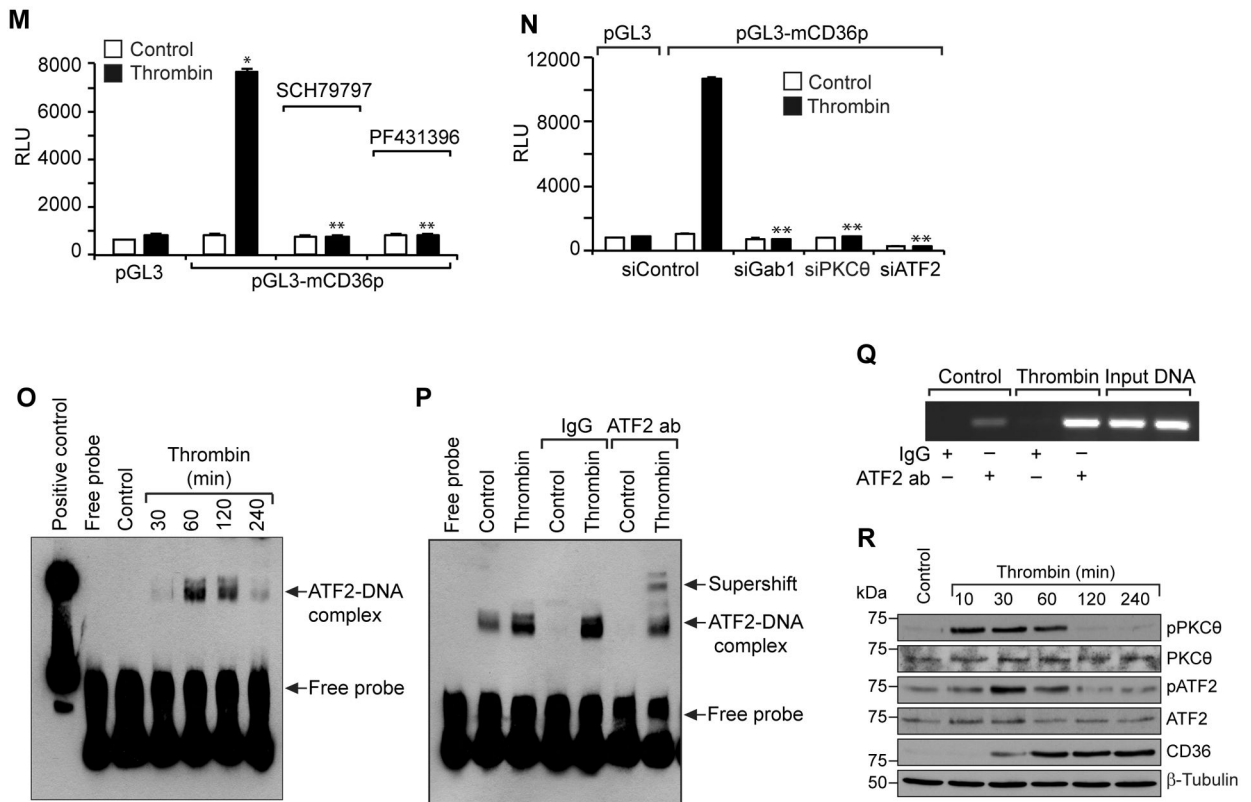 M
Control
Thrombin
RLU
8000
6000
4000
2000
0
*
SCH79797
PF431396
**
**
pGL3
pGL3-mCD36p
N
pGL3
pGL3-mCD36p
Control
Thrombin
RLU
12000
8000
4000
0
**
**
**
siControl
siGab1
siPKCθ
siATF2
O
Positive control
Free probe
Control
Thrombin
(min)
30
60
120
240
ATF2-DNA
complex
Free probe
P
IgG
ATF2 ab
Free probe
Control
Thrombin
Control
Thrombin
Control
Thrombin
Supershift
ATF2-DNA
complex
Free probe
Q
Control Thrombin Input DNA
IgG + – + –
ATF2 ab – + – +
R
kDa
Control
Thrombin (min)
10 30 60 120 240
75 pPKCθ
75 PKCθ
75 pATF2
75 ATF2
75 CD36
50 β-Tubulin